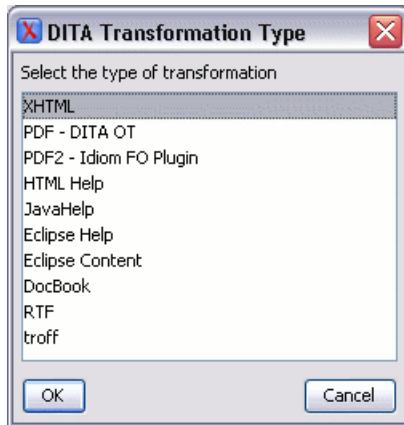 DITA Transformation Type
Select the type of transformation
XHTML
PDF - DITA OT
PDF2 - Idiom FO Plugin
HTML Help
JavaHelp
Eclipse Help
Eclipse Content
DocBook
RTF
troff
OK Cancel